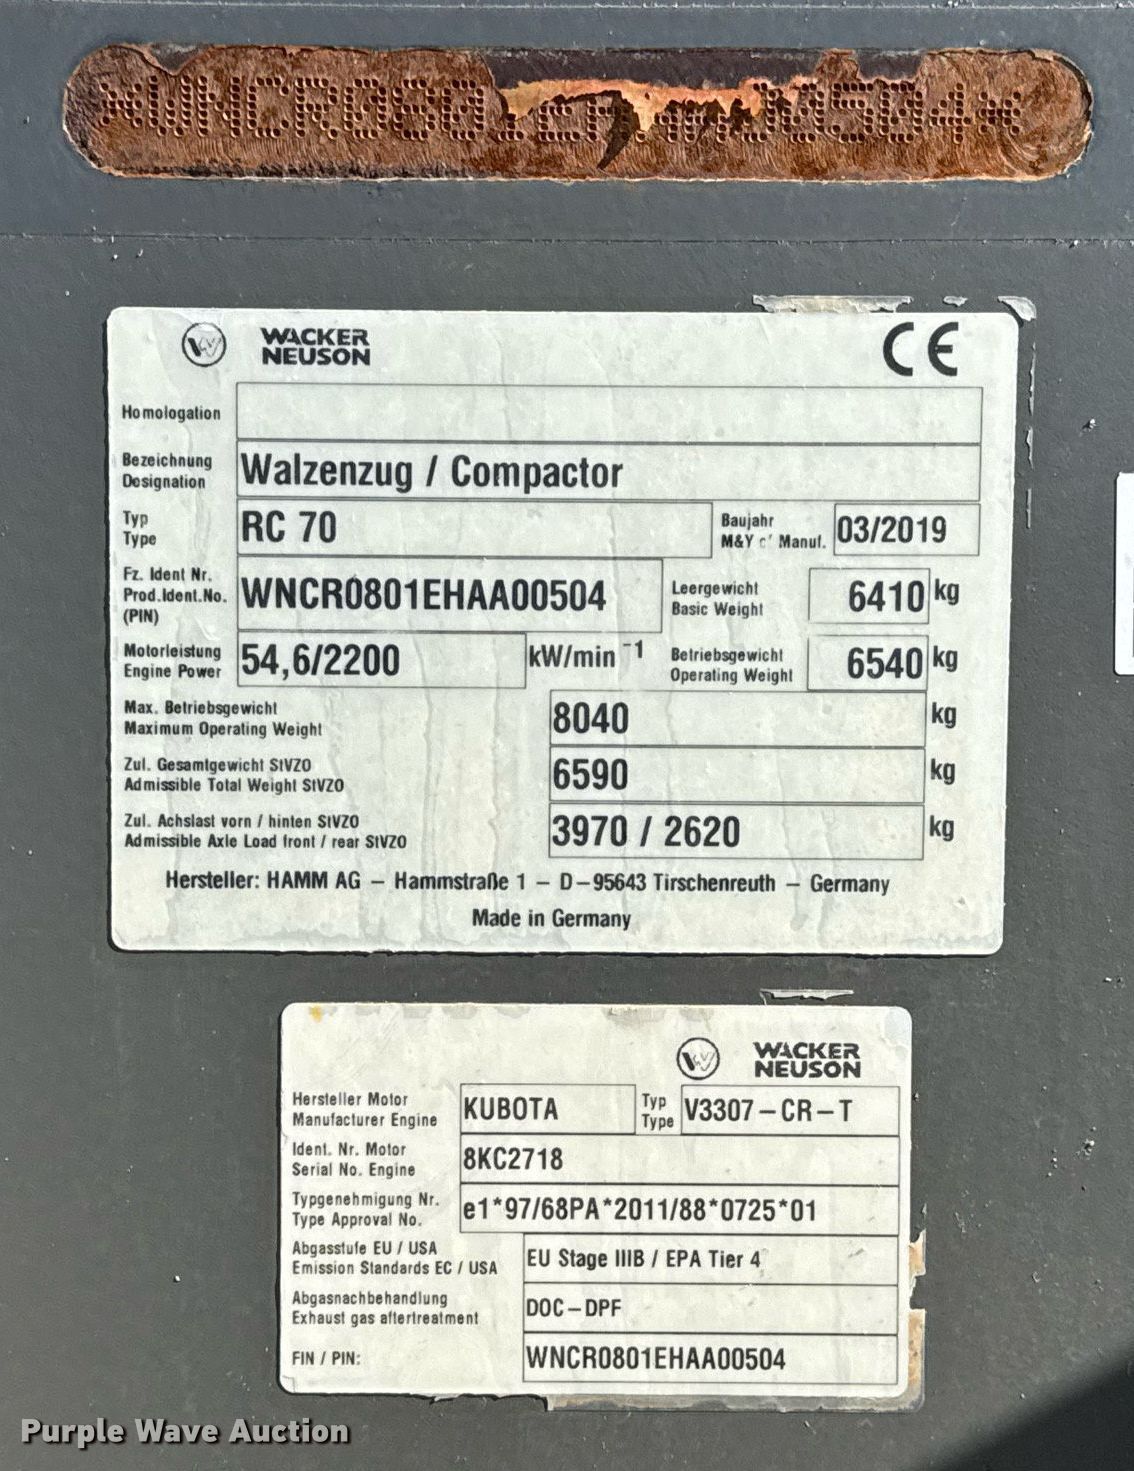 WACKER
NEUSON
CE
Homologation
Bezeichnung
Designation
Walzenzug / Compactor
Typ
Type
RC 70
Baujahr
M&Y Manuf.
03/2019
Fz. Ident Nr.
Prod.Ident.No.
(PIN)
WNCR0801EHAA00504
Leergewicht
Basic Weight
6410 kg
Motorleistung
Engine Power
54,6/2200 kW/min⁻¹
Betriebsgewicht
Operating Weight
6540 kg
Max. Betriebsgewicht
Maximum Operating Weight
8040 kg
Zul. Gesamtgewicht StVZO
Admissible Total Weight StVZO
6590 kg
Zul. Achslast vorn / hinten StVZO
Admissible Axle Load front / rear StVZO
3970 / 2620 kg
Hersteller: HAMM AG – Hammstraße 1 – D–95643 Tirschenreuth – Germany
Made in Germany
WACKER
NEUSON
Hersteller Motor
Manufacturer Engine
KUBOTA
Typ
Type
V3307–CR–T
Ident. Nr. Motor
Serial No. Engine
8KC2718
Typgenehmigung Nr.
Type Approval No.
e1*97/68PA*2011/88*0725*01
Abgasstufe EU / USA
Emission Standards EC / USA
EU Stage IIIB / EPA Tier 4
Abgasnachbehandlung
Exhaust gas aftertreatment
DOC–DPF
FIN / PIN:
WNCR0801EHAA00504
Purple Wave Auction